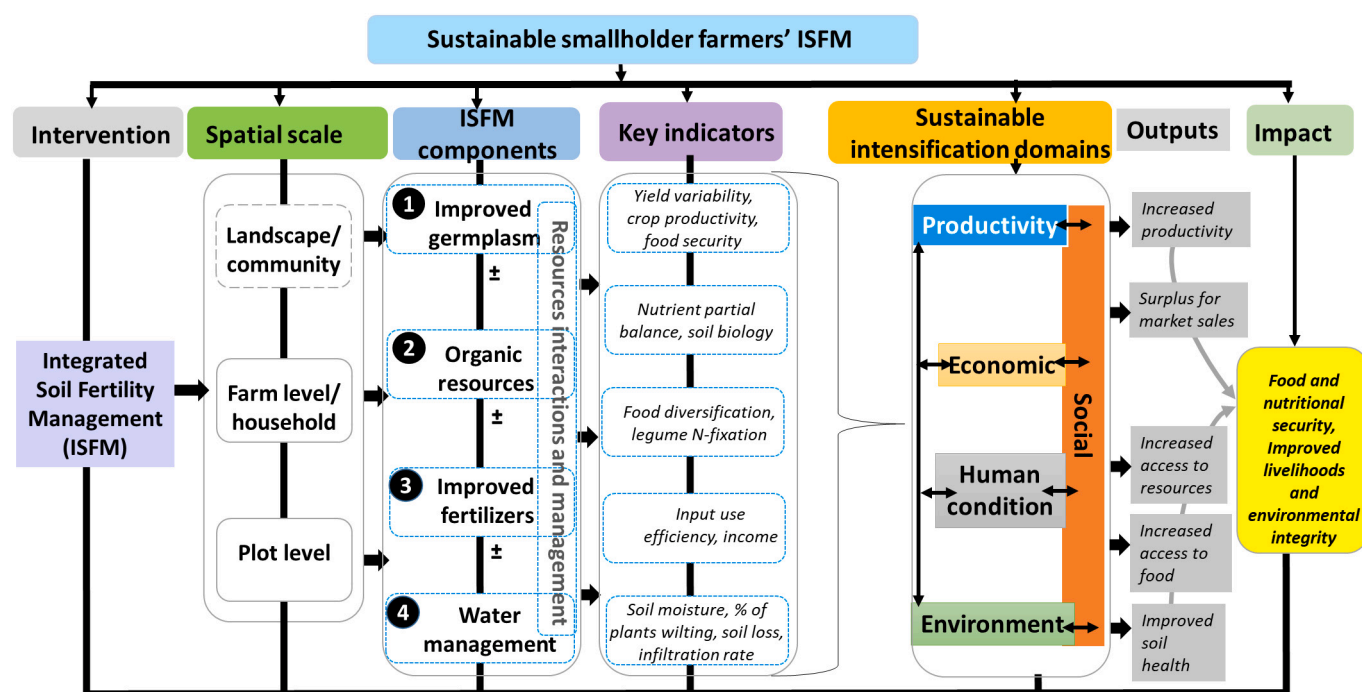 Sustainable smallholder farmers’ ISFM
Intervention
Spatial scale
ISFM
components
Key indicators
Sustainable
intensification domains
Outputs
Impact
Integrated
Soil Fertility
Management
(ISFM)
Landscape/
community
Farm level/
household
Plot level
1
Improved
germplasm
±
2
Organic
resources
±
3
Improved
fertilizers
±
4
Water
management
Resources interactions and management
Yield variability,
crop productivity,
food security
Nutrient partial
balance, soil biology
Food diversification,
legume N-fixation
Input use
efficiency, income
Soil moisture, % of
plants wilting, soil loss,
infiltration rate
Productivity
Economic
Human
condition
Environment
Social
Increased
productivity
Surplus for
market sales
Increased
access to
resources
Increased
access to
food
Improved
soil
health
Food and
nutritional
security,
Improved
livelihoods
and
environmental
integrity